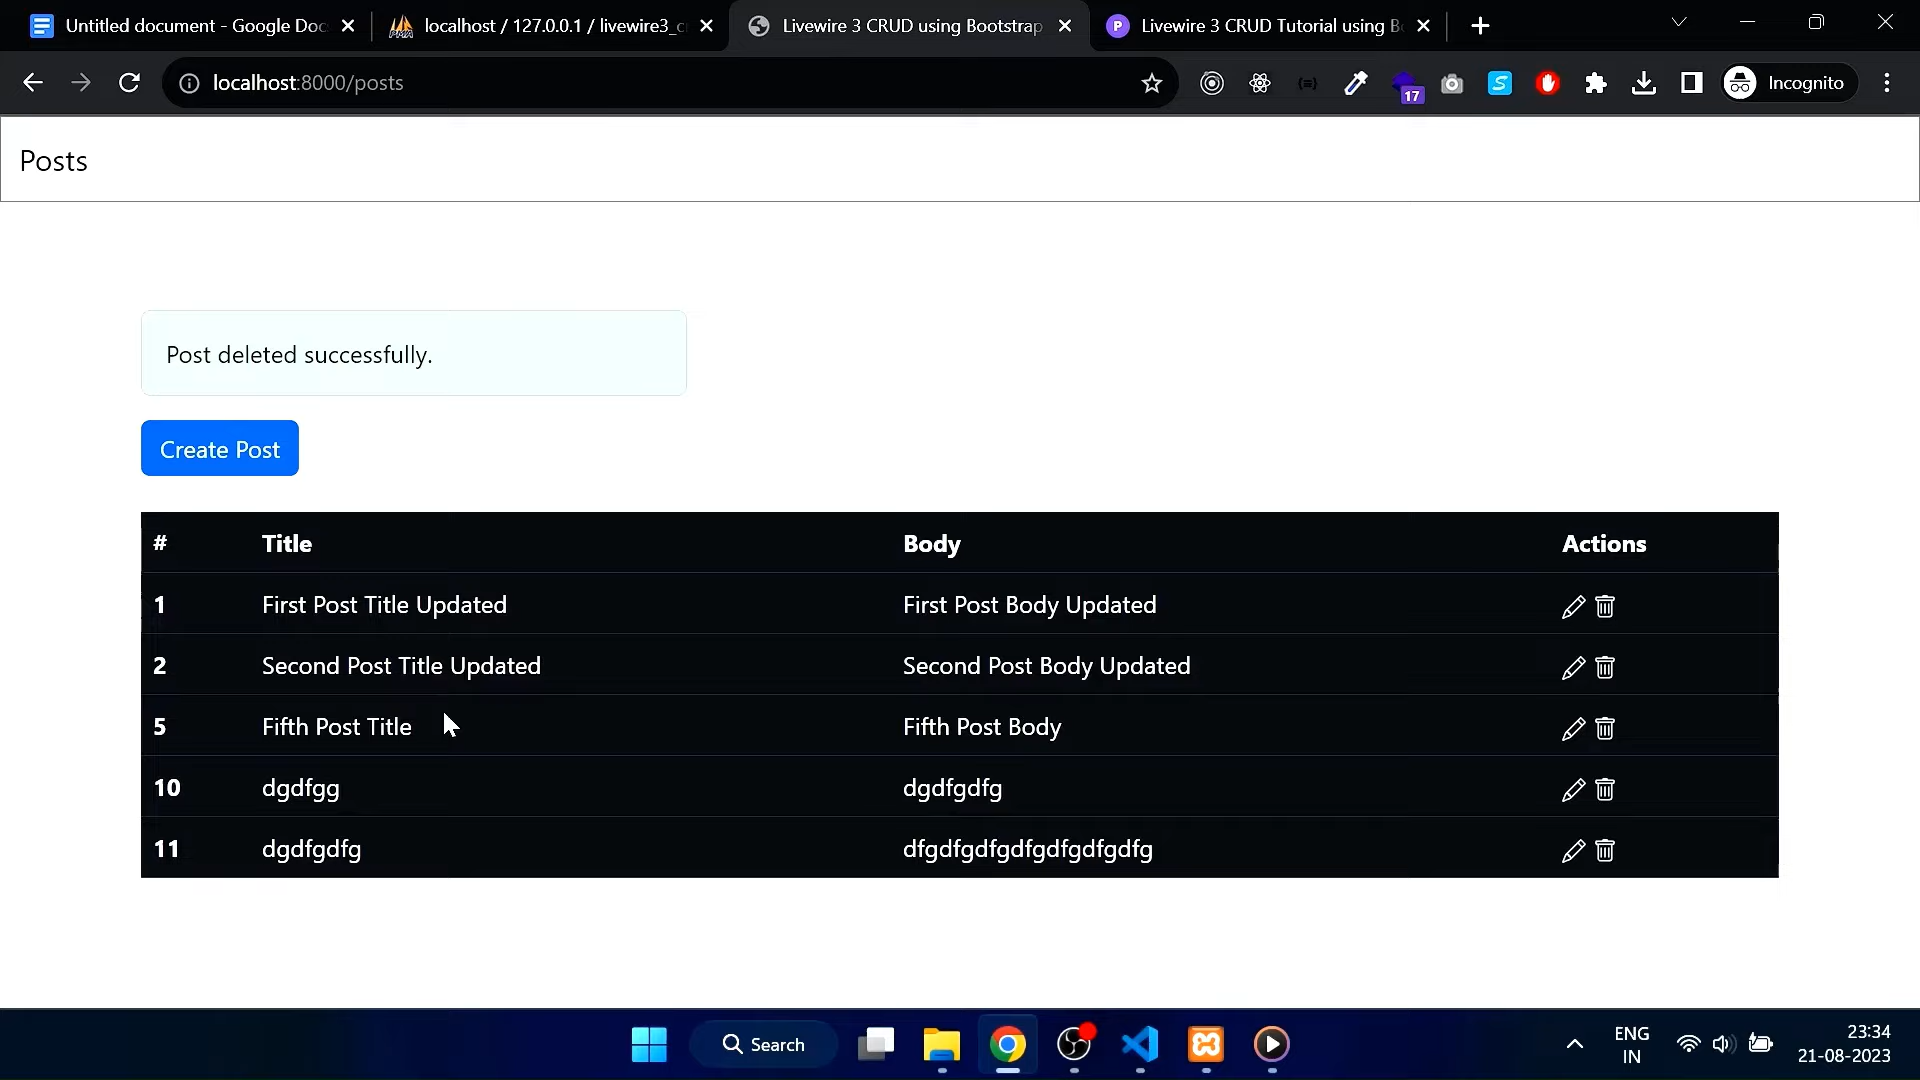 Untitled document - Google Doc
localhost / 127.0.0.1 / livewire3_c
Livewire 3 CRUD using Bootstrap
Livewire 3 CRUD Tutorial using B
localhost:8000/posts
17
Incognito
Posts
Post deleted successfully.
Create Post
# Title Body Actions
1 First Post Title Updated First Post Body Updated
2 Second Post Title Updated Second Post Body Updated
5 Fifth Post Title Fifth Post Body
10 dgdfgg dgdfgdfg
11 dgdfgdfg dfgdfgdfgdfgdfgdfgdfg
Search
ENG
IN
23:34
21-08-2023